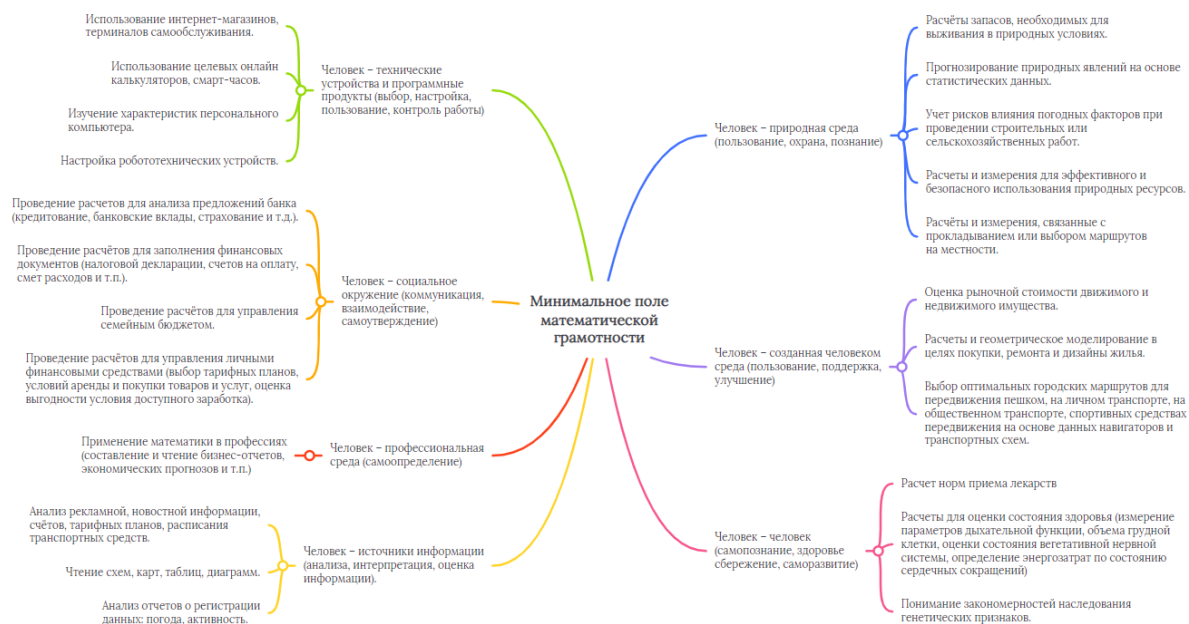 Использование интернет-магазинов,
терминалов самообслуживания.
Использование целевых онлайн
калькуляторов, смарт-часов.
Изучение характеристик персонального
компьютера.
Настройка робототехнических устройств.
Человек – технические
устройства и программные
продукты (выбор, настройка,
пользование, контроль работы)
Проведение расчетов для анализа предложений банка
(кредитование, банковские вклады, страхование и т.д.).
Проведение расчётов для заполнения финансовых
документов (налоговой декларации, счетов на оплату,
смет расходов и т.п.).
Проведение расчётов для управления
семейным бюджетом.
Проведение расчётов для управления личными
финансовыми средствами (выбор тарифных планов,
условий аренды и покупки товаров и услуг, оценка
выгодности условия доступного заработка).
Человек – социальное
окружение (коммуникация,
взаимодействие,
самоутверждение)
Применение математики в профессиях
(составление и чтение бизнес-отчетов,
экономических прогнозов и т.п.)
Человек – профессиональная
среда (самоопределение)
Анализ рекламной, новостной информации,
счётов, тарифных планов, расписания
транспортных средств.
Чтение схем, карт, таблиц, диаграмм.
Анализ отчетов о регистрации
данных: погода, активность.
Человек – источники информации
(анализа, интерпретация, оценка
информации).
Минимальное поле
математической
грамотности
Человек – природная среда
(пользование, охрана, познание)
Расчёты запасов, необходимых для
выживания в природных условиях.
Прогнозирование природных явлений на основе
статистических данных.
Учет рисков влияния погодных факторов при
проведении строительных или
сельскохозяйственных работ.
Расчеты и измерения для эффективного и
безопасного использования природных ресурсов.
Расчёты и измерения, связанные с
прокладыванием или выбором маршрутов
на местности.
Человек – созданная человеком
среда (пользование, поддержка,
улучшение)
Оценка рыночной стоимости движимого и
недвижимого имущества.
Расчеты и геометрическое моделирование в
целях покупки, ремонта и дизайны жилья.
Выбор оптимальных городских маршрутов для
передвижения пешком, на личном транспорте, на
общественном транспорте, спортивных средствах
передвижения на основе данных навигаторов и
транспортных схем.
Человек – человек
(самопознание, здоровье
сбережение, саморазвитие)
Расчет норм приема лекарств
Расчеты для оценки состояния здоровья (измерение
параметров дыхательной функции, объема грудной
клетки, оценки состояния вегетативной нервной
системы, определение энергозатрат по состоянию
сердечных сокращений)
Понимание закономерностей наследования
генетических признаков.